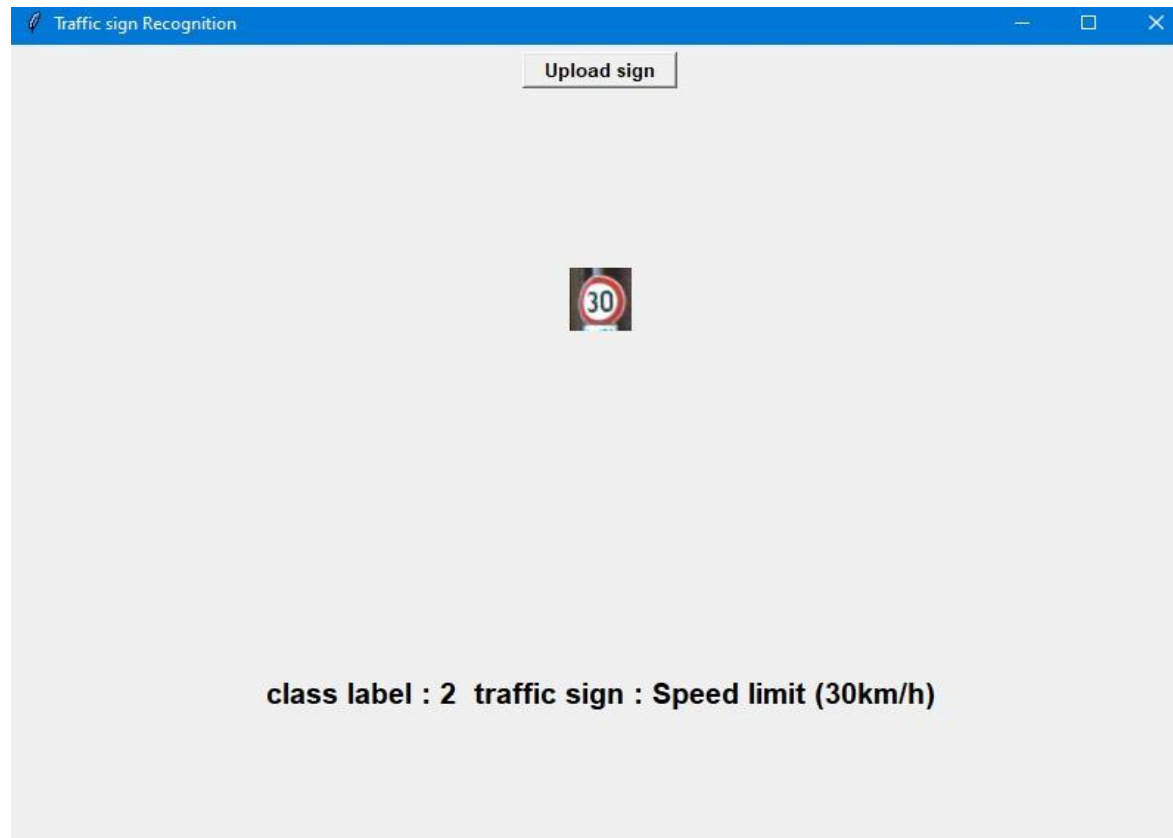 Traffic sign Recognition
Upload sign
30
class label : 2 traffic sign : Speed limit (30km/h)